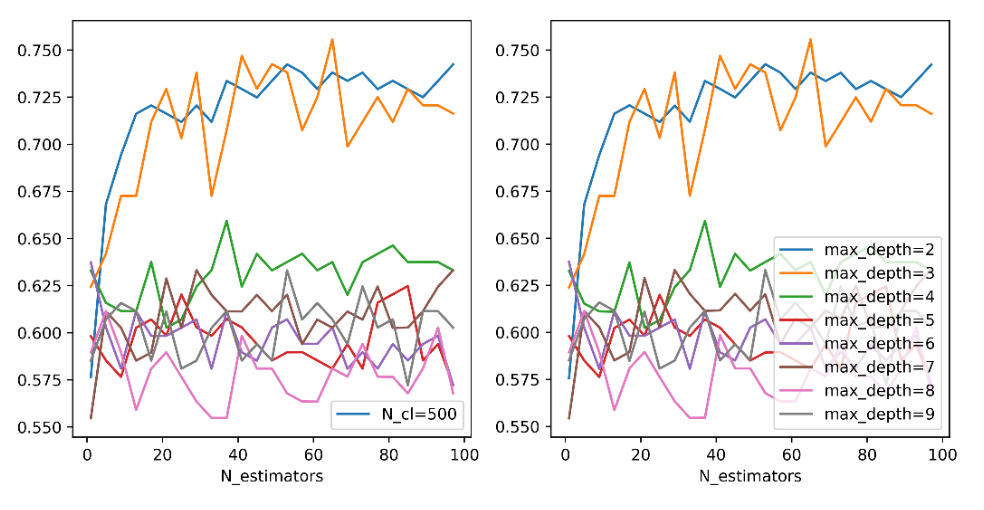 0.750
0.725
0.700
0.675
0.650
0.625
0.600
0.575
0.550
0
20
40
60
80
100
N_estimators
N_cl=500
0.750
0.725
0.700
0.675
0.650
0.625
0.600
0.575
0.550
0
20
40
60
80
100
N_estimators
max_depth=2
max_depth=3
max_depth=4
max_depth=5
max_depth=6
max_depth=7
max_depth=8
max_depth=9